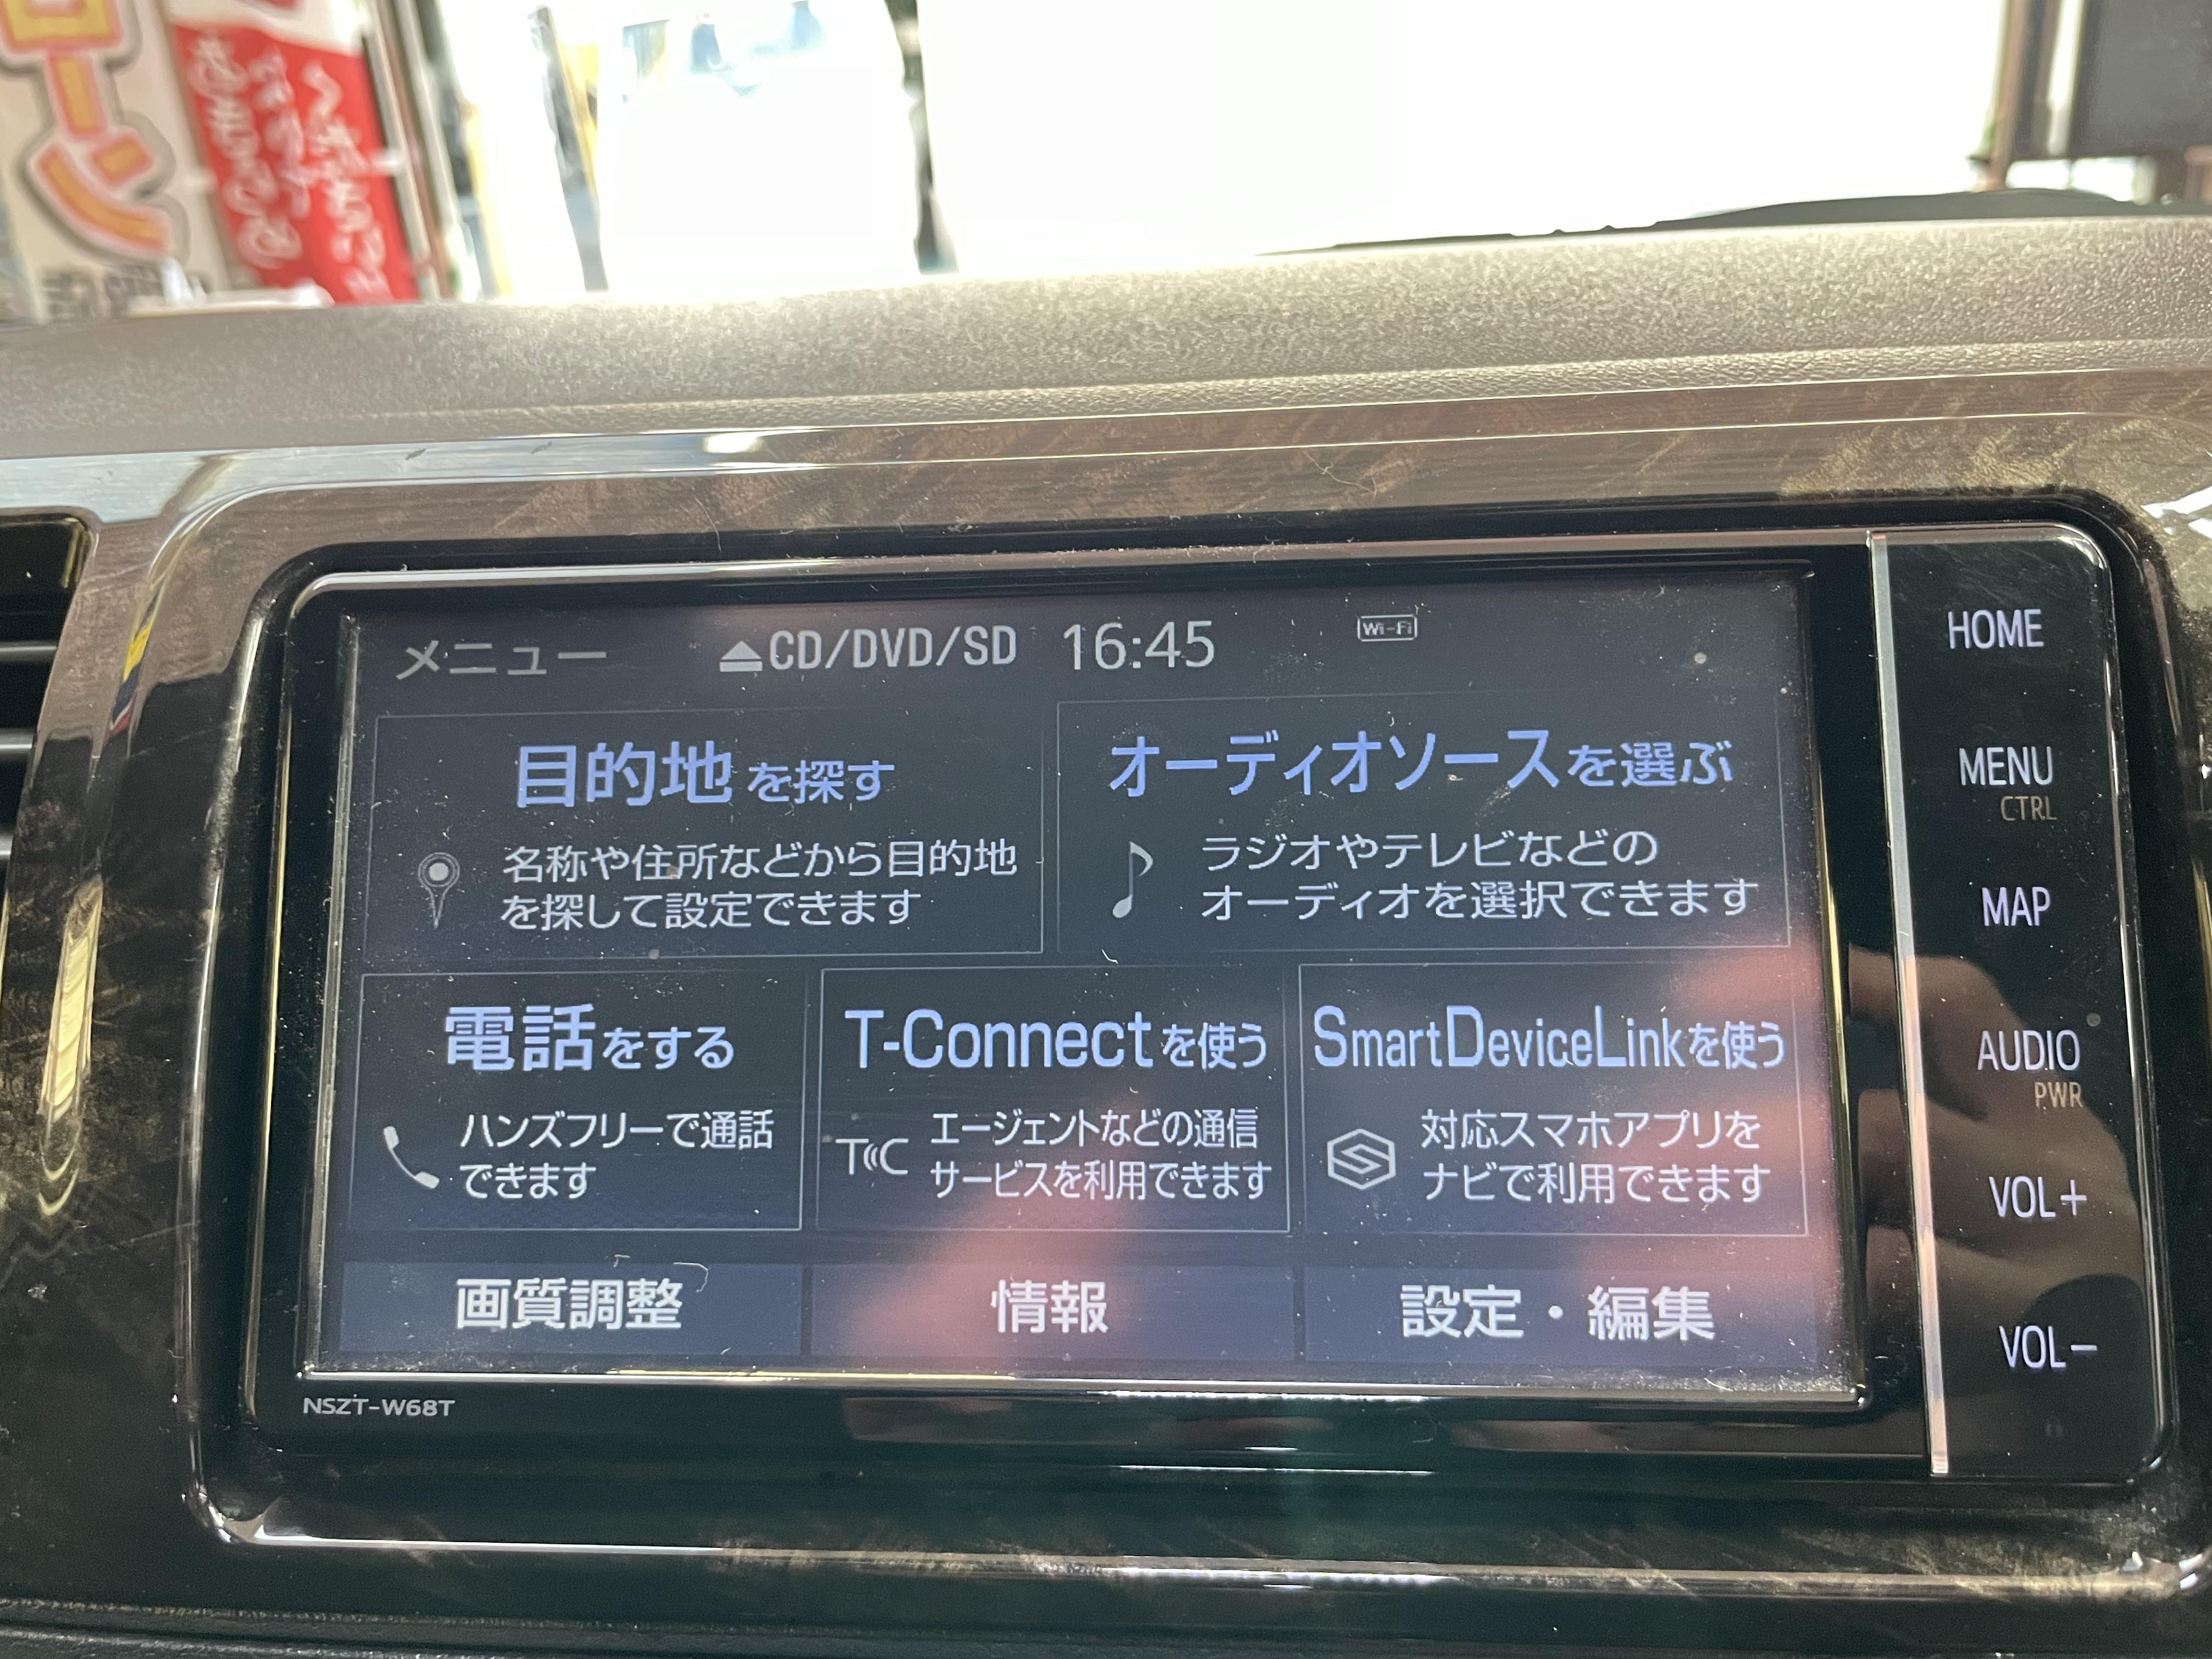 ローン
メニュー
⏏CD/DVD/SD
16:45
Wi-Fi
目的地を探す
名称や住所などから目的地
を探して設定できます
オーディオソースを選ぶ
ラジオやテレビなどの
オーディオを選択できます
電話をする
ハンズフリーで通話
できます
T-Connectを使う
TC
エージェントなどの通信
サービスを利用できます
SmartDeviceLinkを使う
対応スマホアプリを
ナビで利用できます
画質調整
情報
設定・編集
NSZT-W68T
HOME
MENU
CTRL
MAP
AUDIO
PWR
VOL+
VOL−